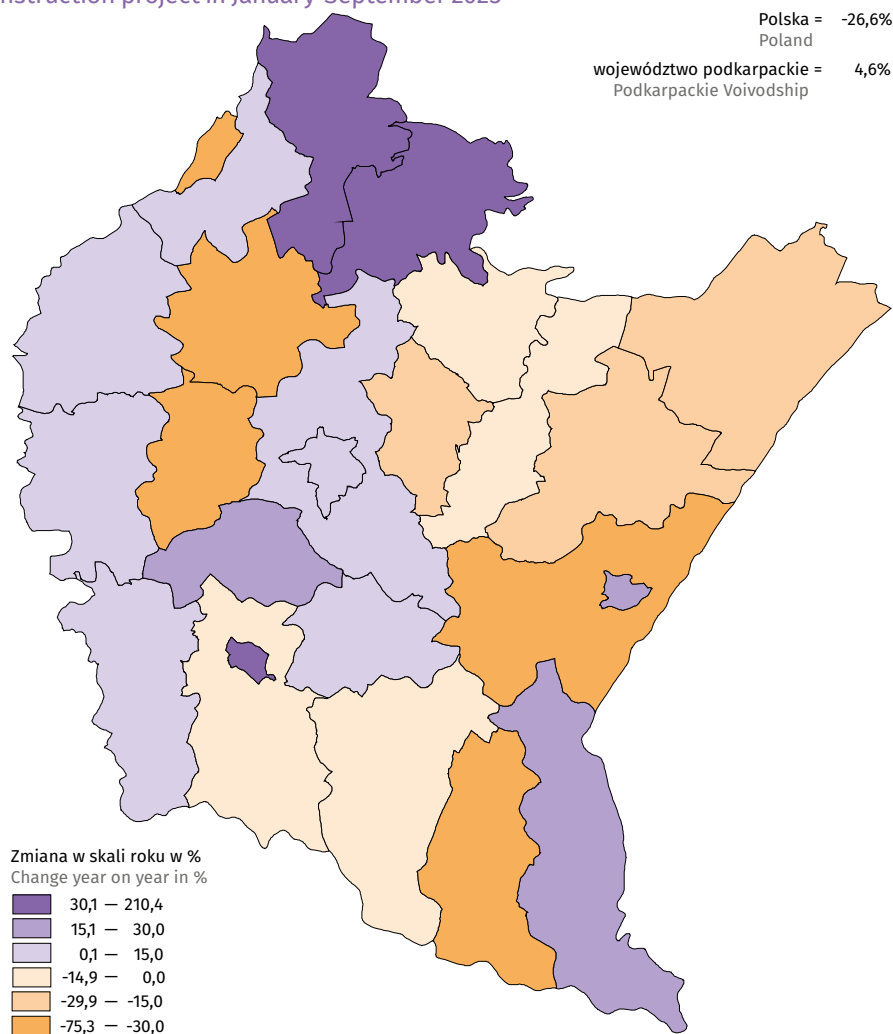 Polska = -26,6%
Poland
województwo podkarpackie = 4,6%
Podkarpackie Voivodship
Zmiana w skali roku w %
Change year on year in %
30,1 — 210,4
15,1 — 30,0
0,1 — 15,0
-14,9 — 0,0
-29,9 — -15,0
-75,3 — -30,0